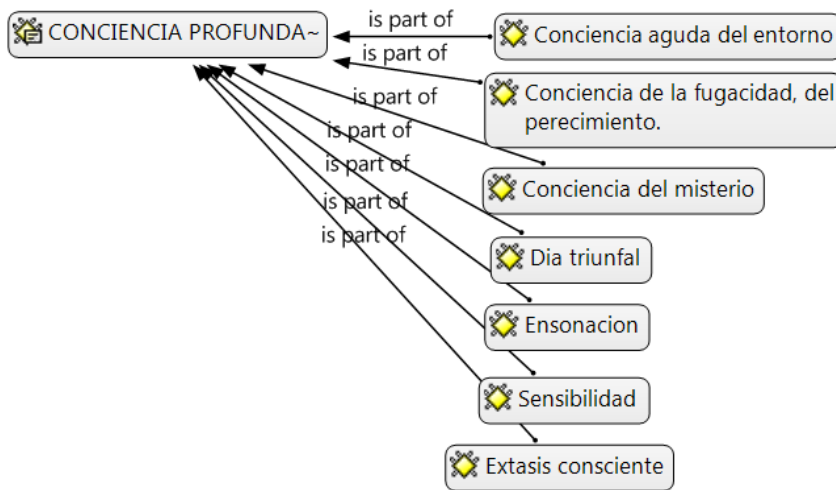 CONCIENCIA PROFUNDA~
is part of
Conciencia aguda del entorno
is part of
Conciencia de la fugacidad, del
perecimiento.
is part of
Conciencia del misterio
is part of
Dia triunfal
is part of
Ensonacion
is part of
Sensibilidad
is part of
Extasis consciente